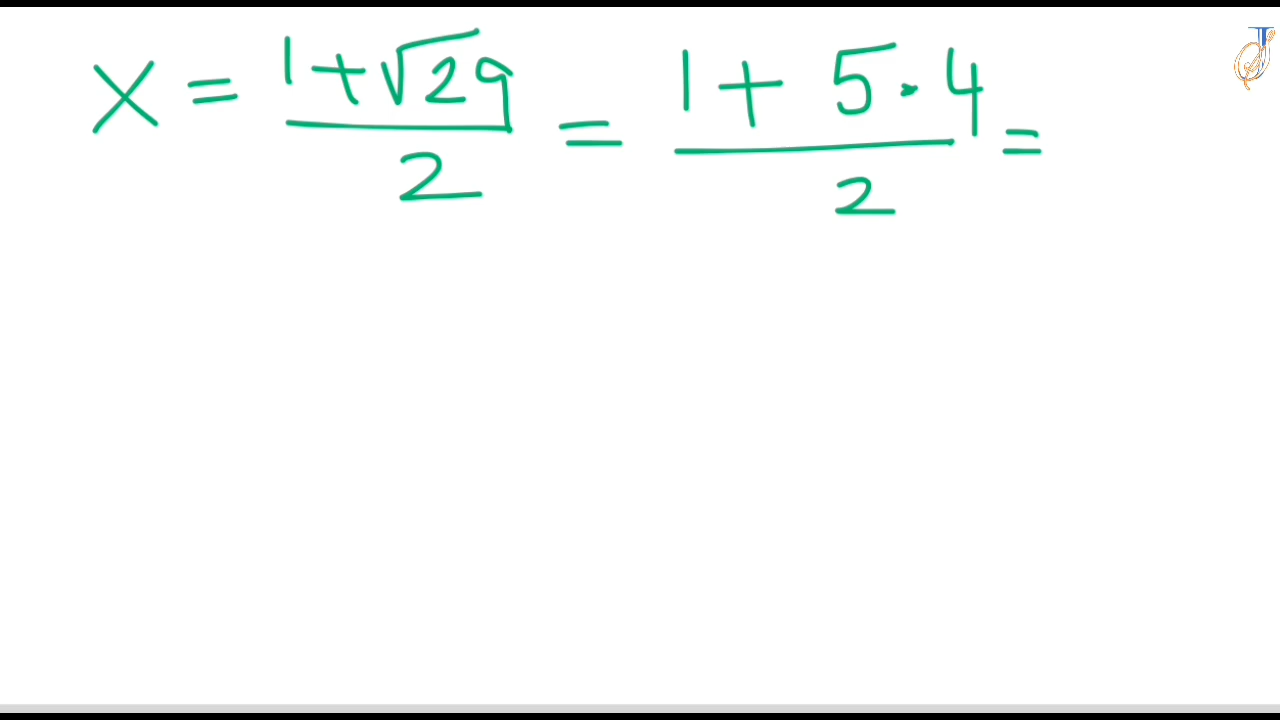 x = (1 + √29)/2 = (1 + 5.4)/2 =